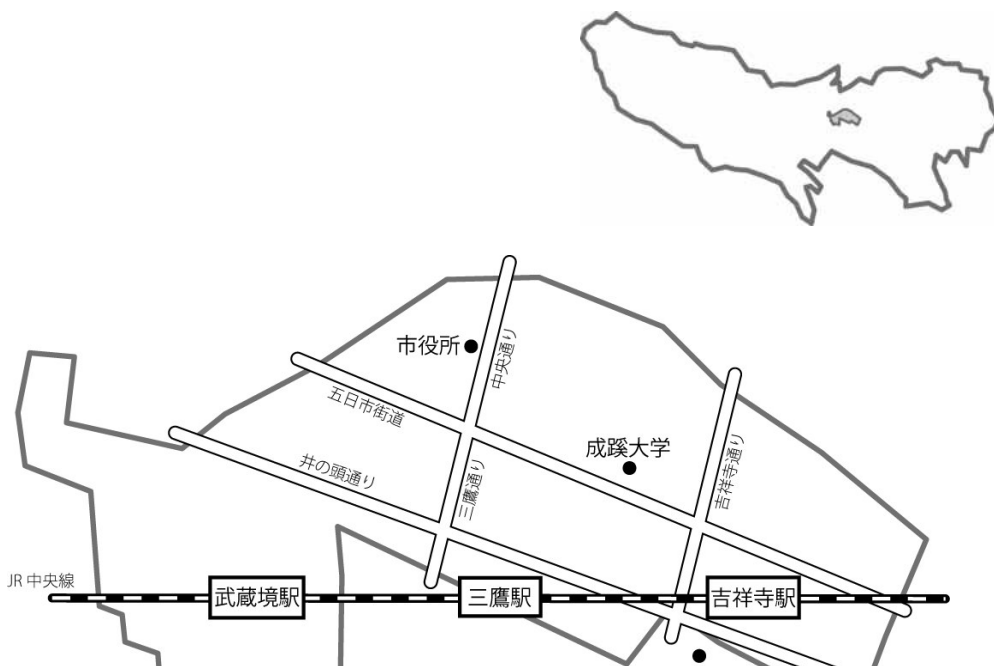 市役所
中央通り
五日市街道
成蹊大学
吉祥寺通り
井の頭通り
三鷹通り
JR 中央線
武蔵境駅
三鷹駅
吉祥寺駅